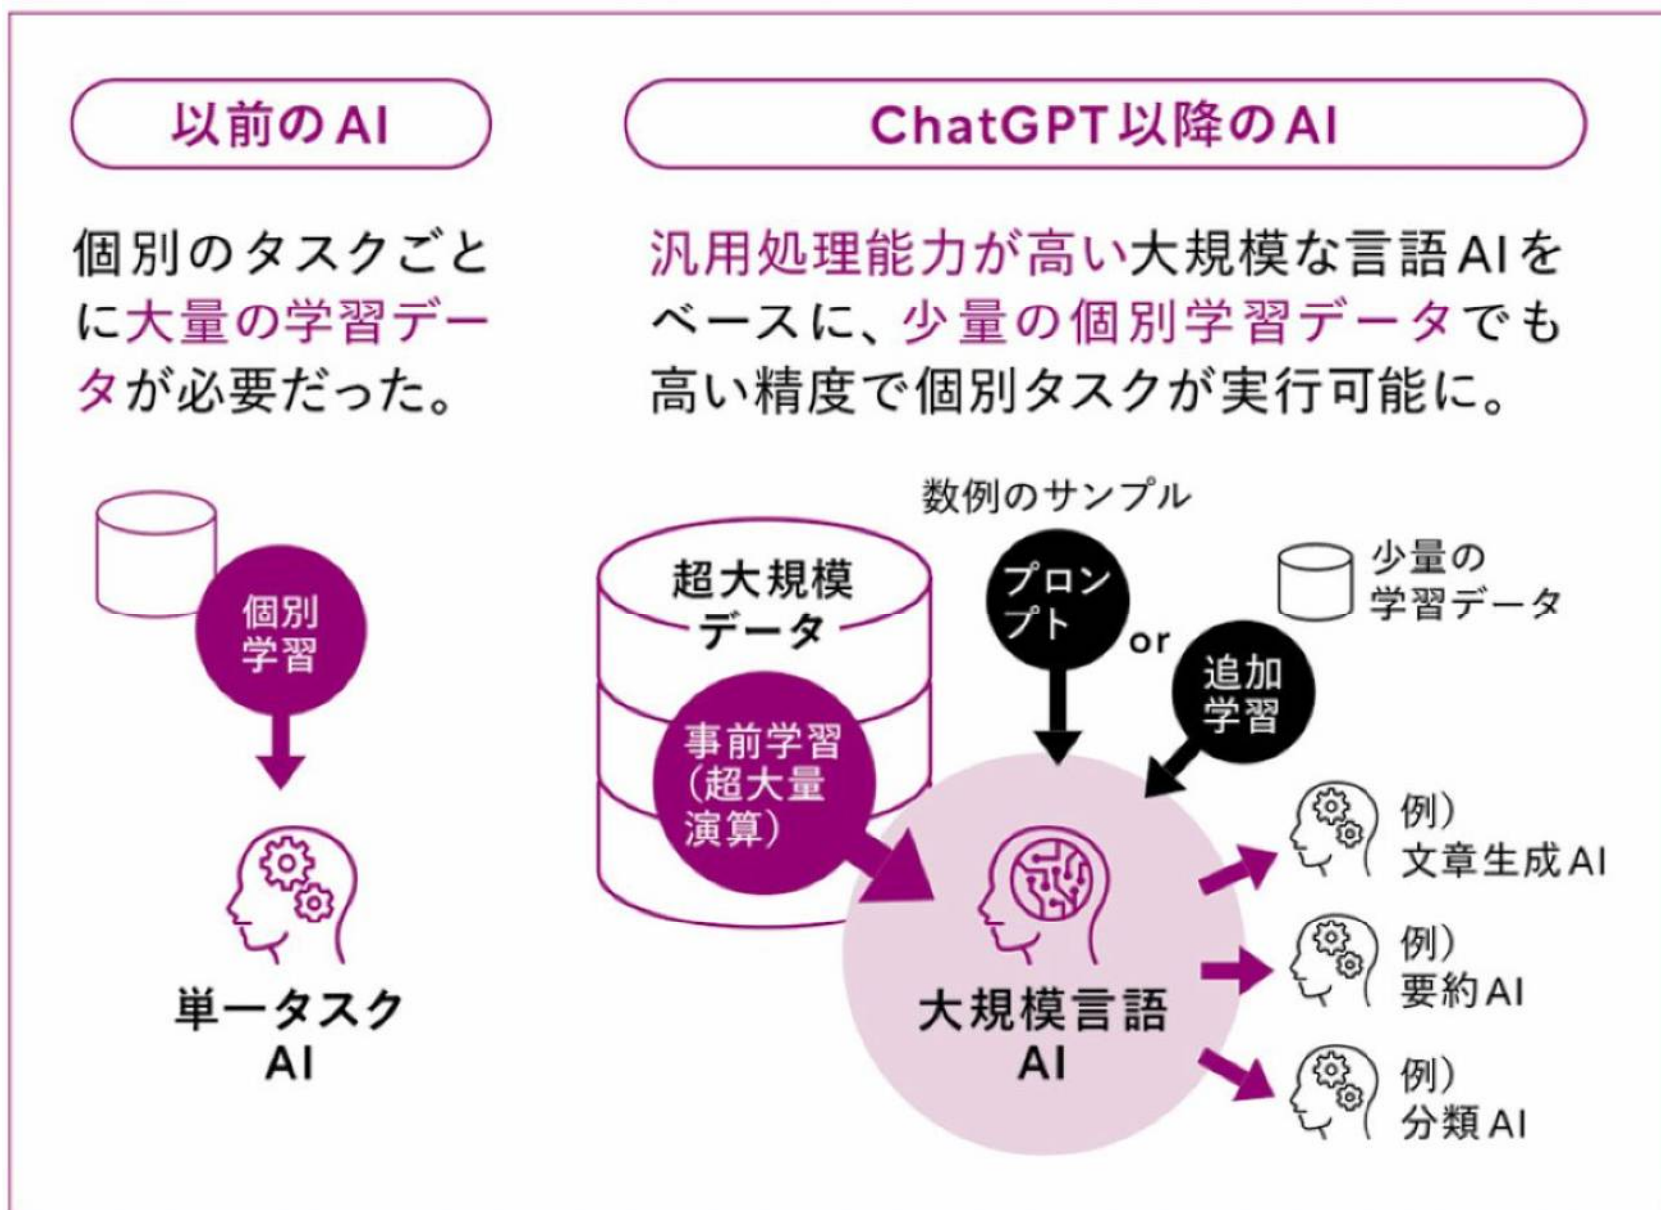 以前のAI
個別のタスクごと
に大量の学習デー
タが必要だった。
個別
学習
単一タスク
AI
ChatGPT以降のAI
汎用処理能力が高い大規模な言語AIを
ベースに、少量の個別学習データでも
高い精度で個別タスクが実行可能に。
超大規模
データ
事前学習
（超大量
演算）
数例のサンプル
プロン
プト
or
少量の
学習データ
追加
学習
大規模言語
AI
例）
文章生成AI
例）
要約AI
例）
分類AI